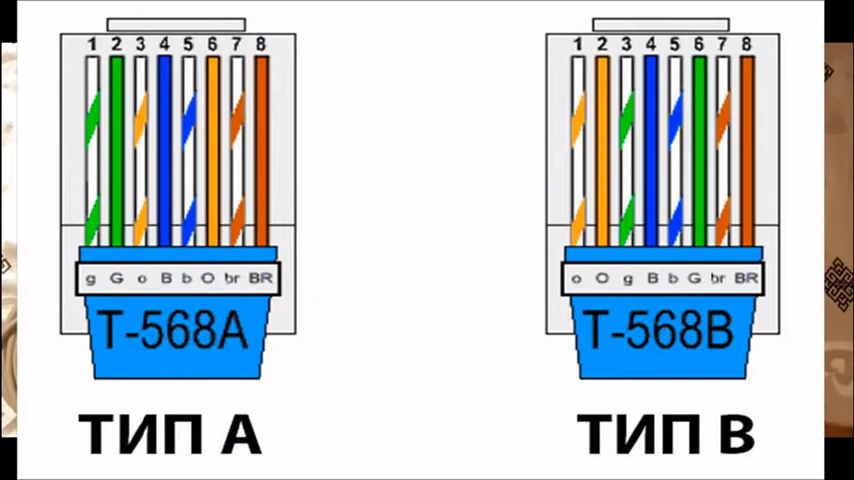 1 2 3 4 5 6 7 8
g G o B b O br BR
T-568A
ТИП А
1 2 3 4 5 6 7 8
o O g B b G br BR
T-568B
ТИП В